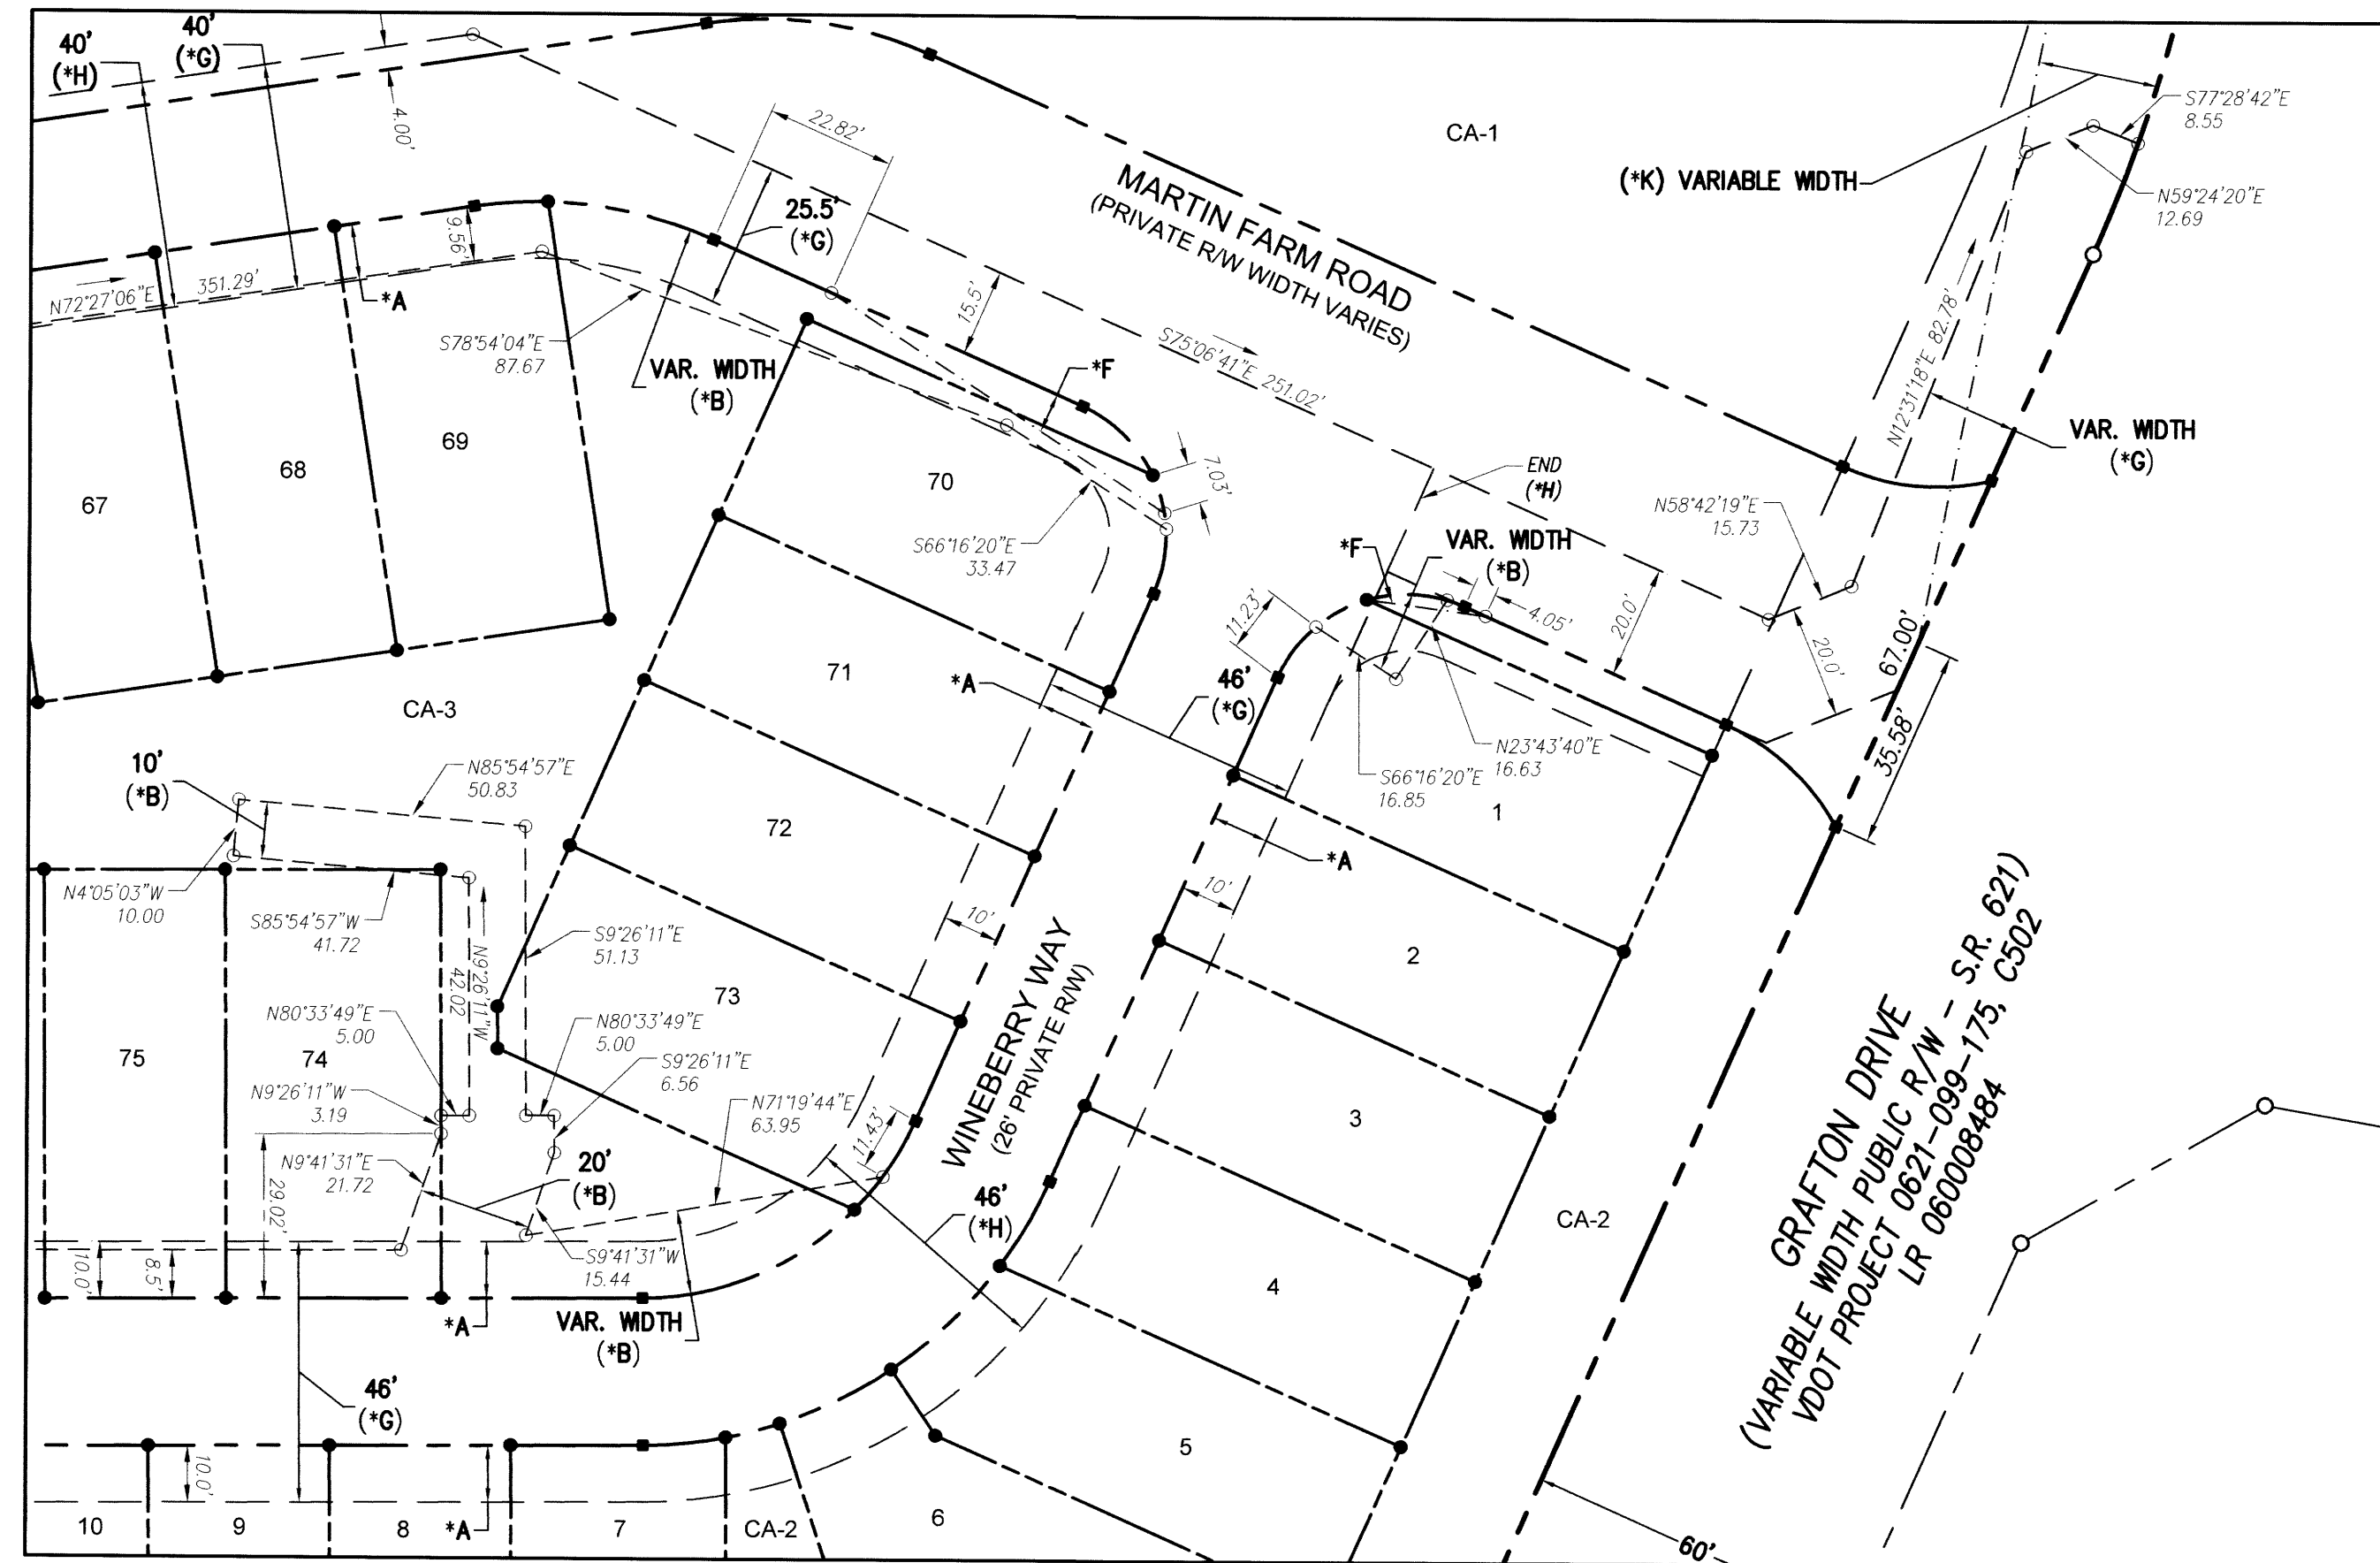 40'
(*H)
40'
(*G)
4.00'
22.82'
CA-1
S77°28'42"E
8.55
(*K) VARIABLE WIDTH
N59°24'20"E
12.69
MARTIN FARM ROAD
(PRIVATE R/W WIDTH VARIES)
25.5'
(*G)
9.56'
N72°27'06"E
351.29'
*A
15.5'
S78°54'04"E
87.67
VAR. WIDTH
(*B)
*F
S75°06'41"E 251.02'
N12°31'18"E 82.78'
VAR. WIDTH
(*G)
67
68
69
70
7.03'
END
(*H)
N58°42'19"E
15.73
S66°16'20"E
33.47
*F
VAR. WIDTH
(*B)
11.23'
4.05'
20.0'
20.0'
67.00'
35.58'
71
*A
46'
(*G)
CA-3
N23°43'40"E
16.63
S66°16'20"E
16.85
1
10'
(*B)
N85°54'57"E
50.83
72
*A
10'
N4°05'03"W
10.00
S85°54'57"W
41.72
N9°26'11"W
42.02
S9°26'11"E
51.13
10'
WINEBERRY WAY
(26' PRIVATE R/W)
2
73
N80°33'49"E
5.00
N80°33'49"E
5.00
75
74
S9°26'11"E
6.56
N9°26'11"W
3.19
N71°19'44"E
63.95
11.43'
3
GRAFTON DRIVE
(VARIABLE WIDTH PUBLIC R/W - S.R. 621)
VDOT PROJECT 0621-099-175, C502
LR 060008484
N9°41'31"E
21.72
20'
(*B)
29.02'
46'
(*H)
CA-2
S9°41'31"W
15.44
10.0'
8.5'
4
*A
VAR. WIDTH
(*B)
46'
(*G)
5
10.0'
10
9
8
*A
7
CA-2
6
60'